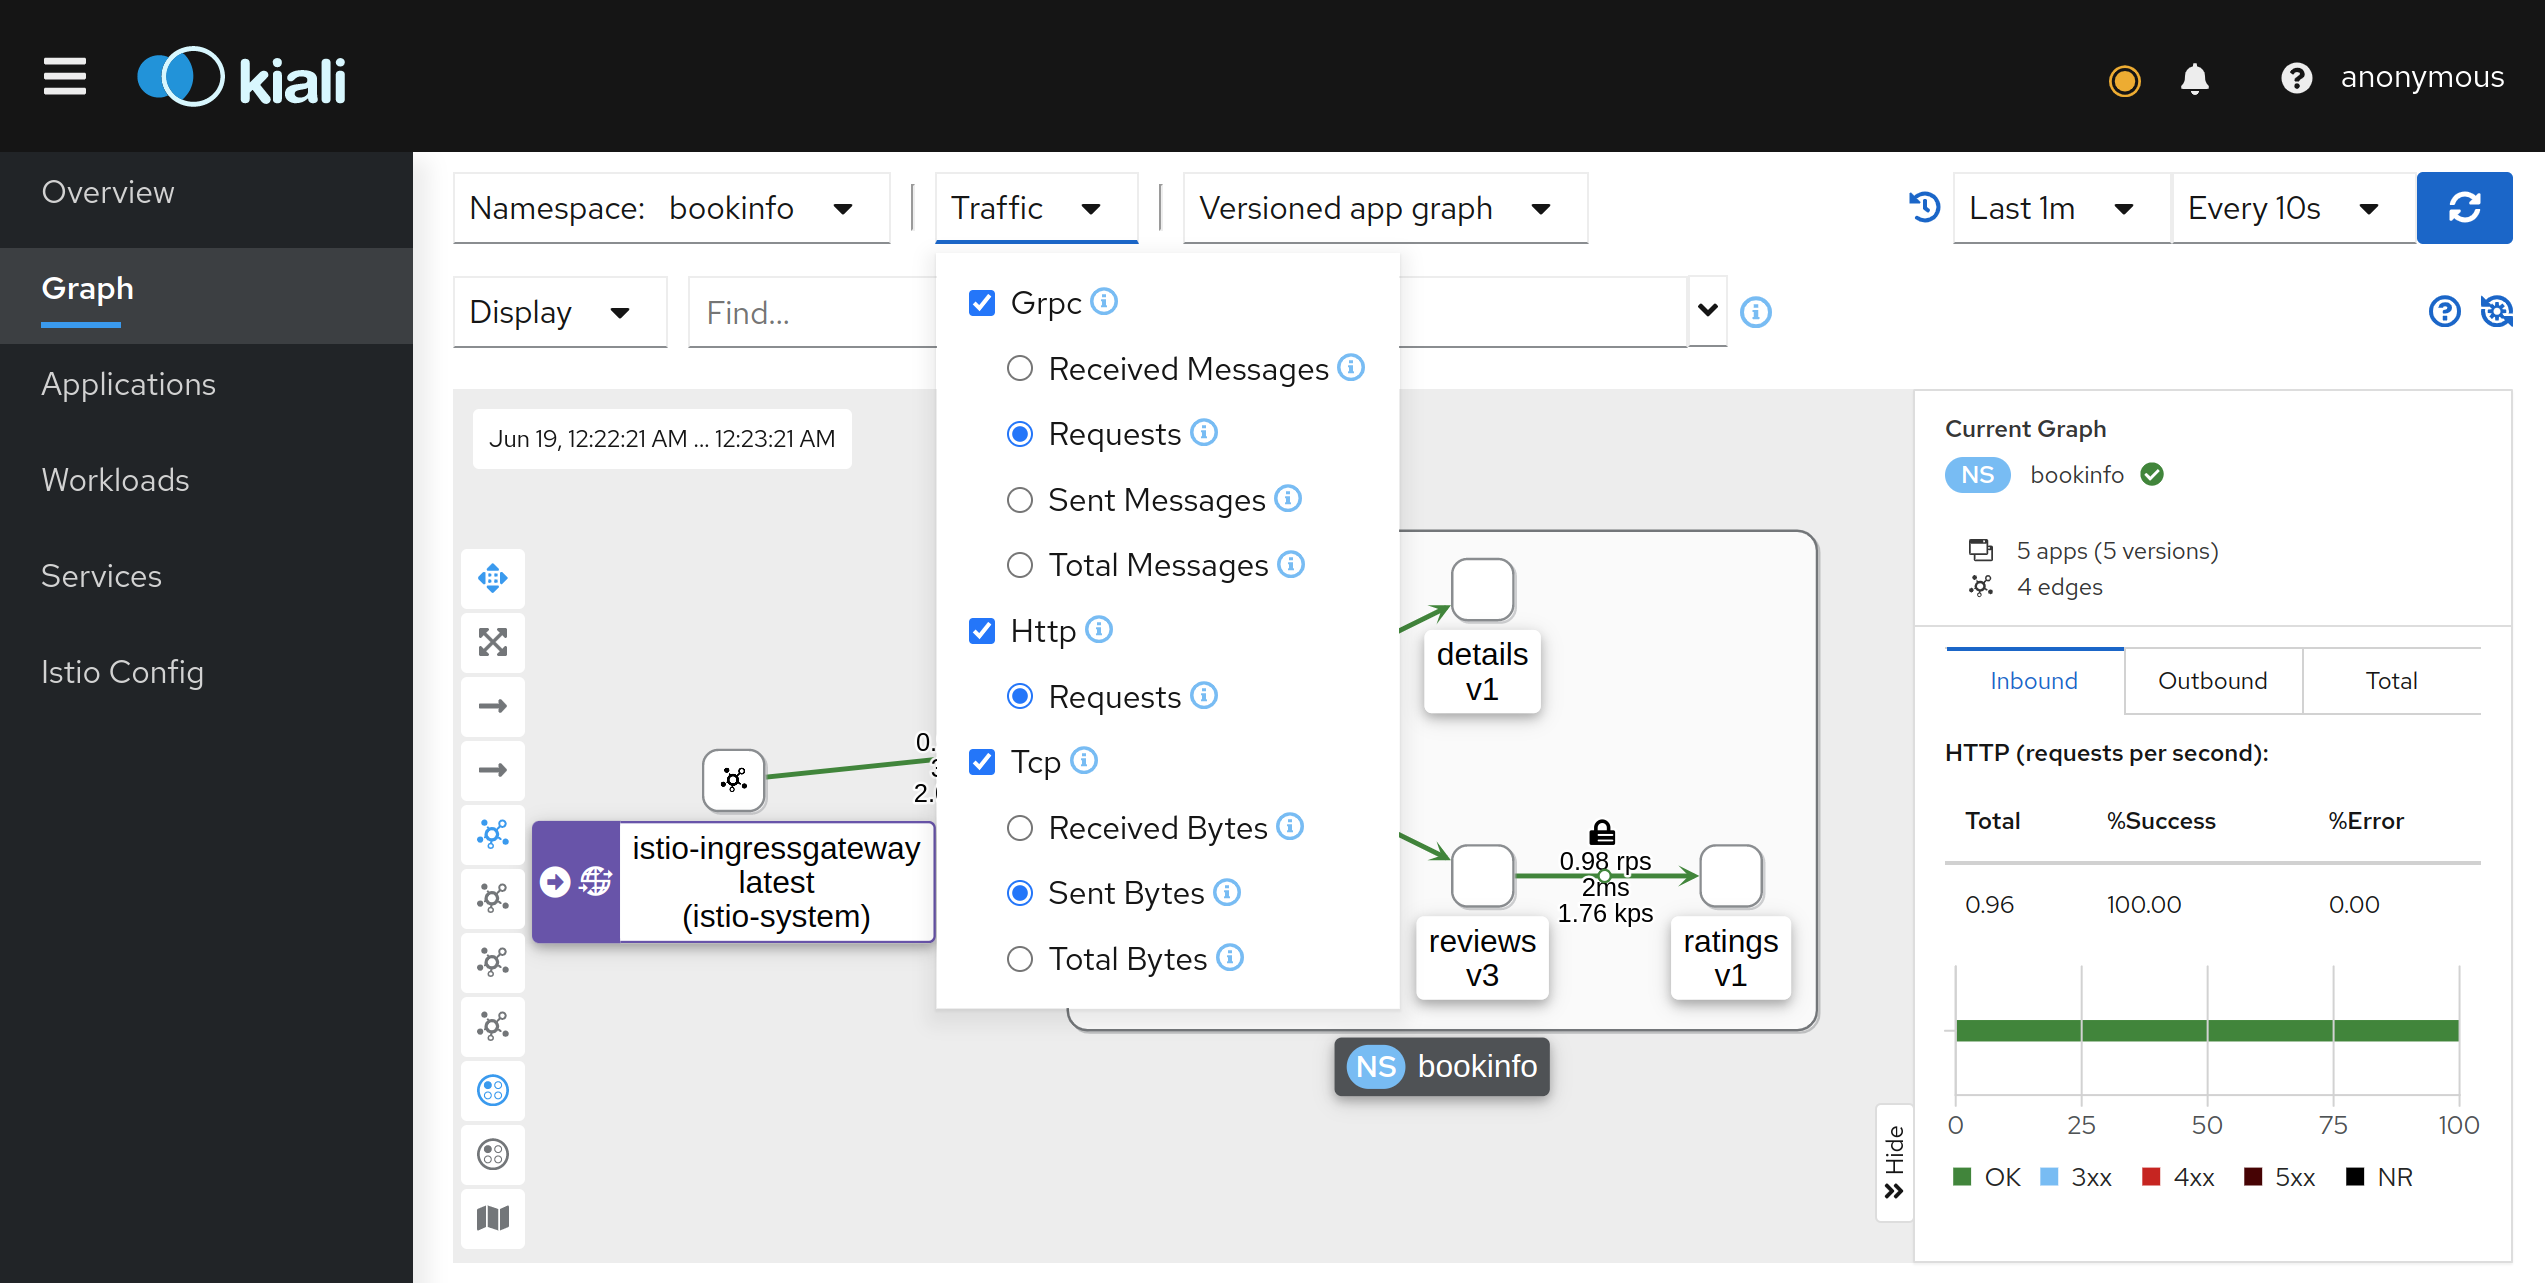 kiali
anonymous
Overview
Graph
Applications
Workloads
Services
Istio Config
Namespace: bookinfo
Traffic
Versioned app graph
Last 1m
Every 10s
Display
Find...
Grpc
Received Messages
Requests
Sent Messages
Total Messages
Http
Requests
Tcp
Received Bytes
Sent Bytes
Total Bytes
Jun 19, 12:22:21 AM ... 12:23:21 AM
details
v1
istio-ingressgateway
latest
(istio-system)
0.98 rps
2ms
1.76 kps
reviews
v3
ratings
v1
NS bookinfo
Hide
Current Graph
NS bookinfo
5 apps (5 versions)
4 edges
Inbound
Outbound
Total
HTTP (requests per second):
Total %Success %Error
0.96 100.00 0.00
0 25 50 75 100
OK 3xx 4xx 5xx NR